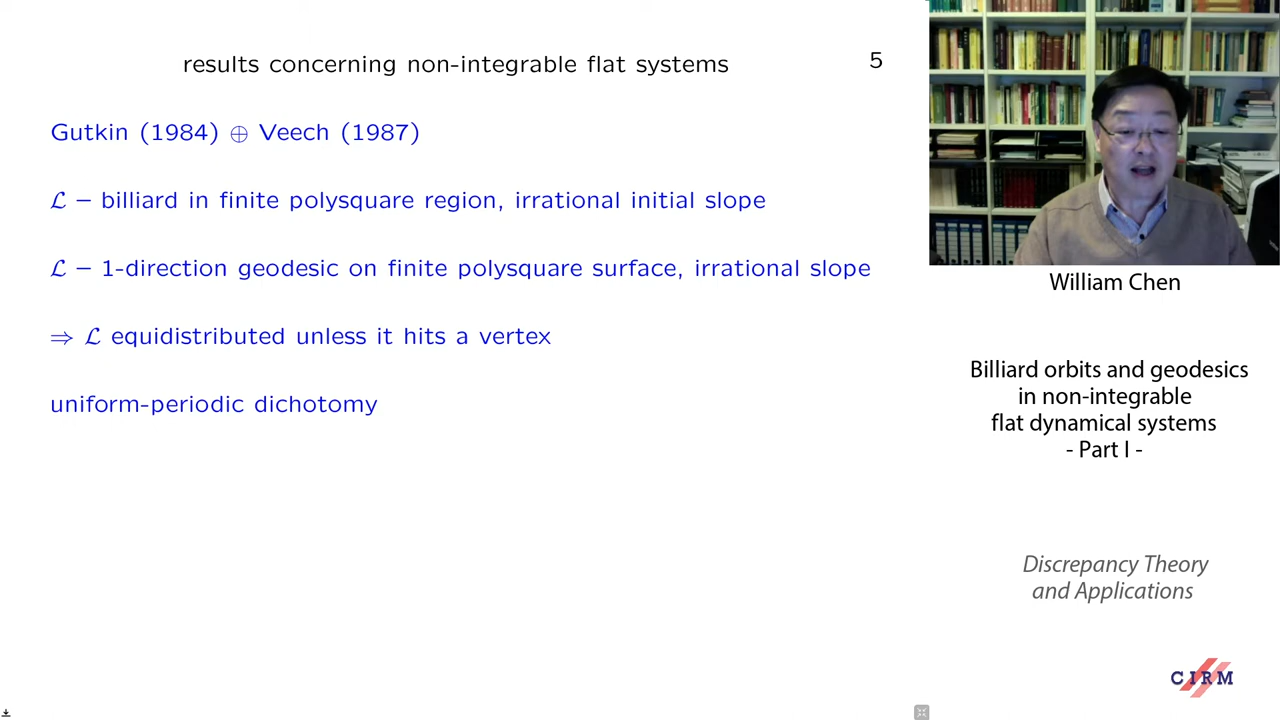 results concerning non-integrable flat systems
5
Gutkin (1984) ⊕ Veech (1987)
ℒ – billiard in finite polysquare region, irrational initial slope
ℒ – 1-direction geodesic on finite polysquare surface, irrational slope
⇒ ℒ equidistributed unless it hits a vertex
uniform-periodic dichotomy
William Chen
Billiard orbits and geodesics
in non-integrable
flat dynamical systems
- Part I -
Discrepancy Theory
and Applications
CIRM